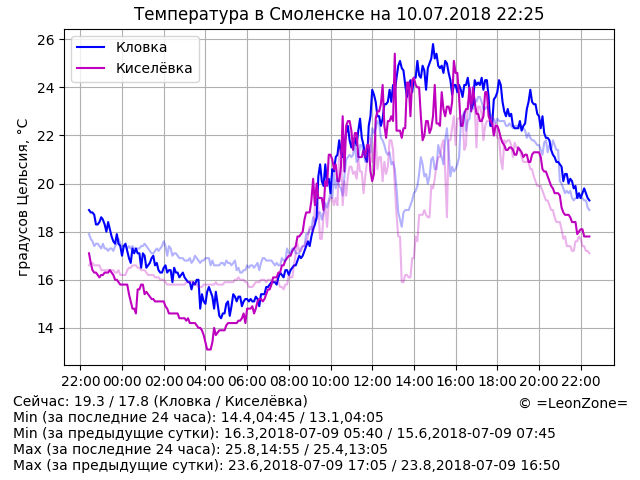 Температура в Смоленске на 10.07.2018 22:25
градусов Цельсия, °C
26
24
22
20
18
16
14
Кловка
Киселёвка
22:00 00:00 02:00 04:00 06:00 08:00 10:00 12:00 14:00 16:00 18:00 20:00 22:00
Сейчас: 19.3 / 17.8 (Кловка / Киселёвка)
© =LeonZone=
Min (за последние 24 часа): 14.4,04:45 / 13.1,04:05
Min (за предыдущие сутки): 16.3,2018-07-09 05:40 / 15.6,2018-07-09 07:45
Max (за последние 24 часа): 25.8,14:55 / 25.4,13:05
Max (за предыдущие сутки): 23.6,2018-07-09 17:05 / 23.8,2018-07-09 16:50